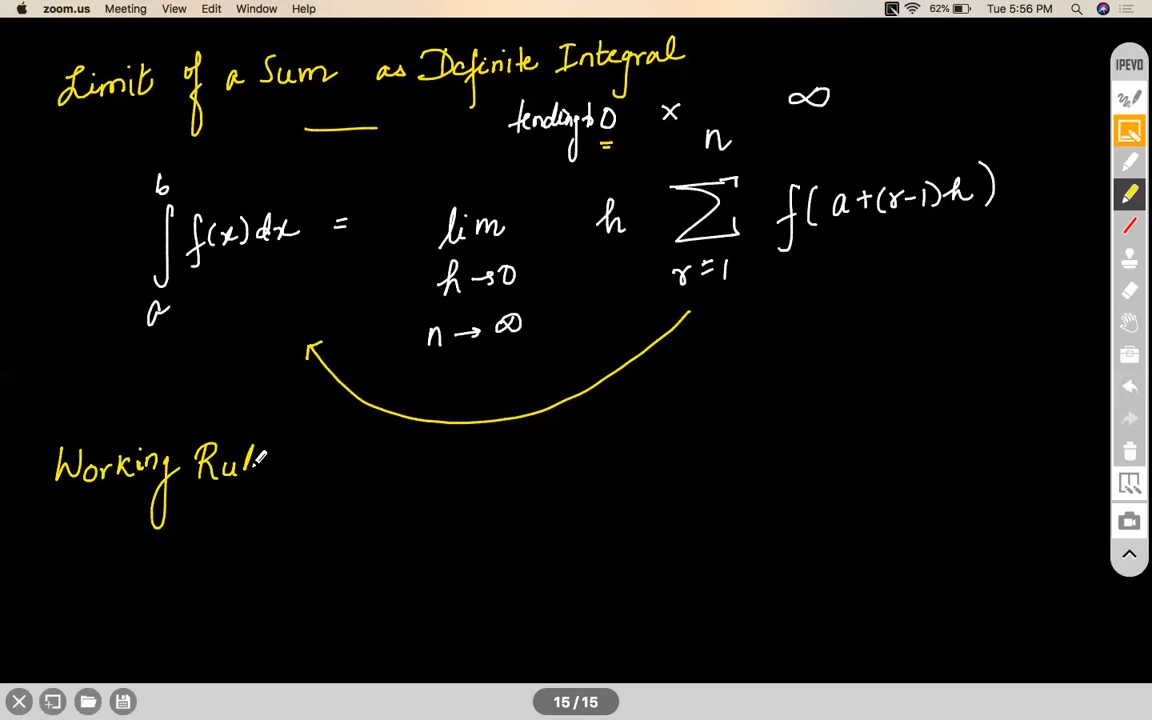 zoom.us Meeting View Edit Window Help 62% Tue 5:56 PM
Limit of a Sum as Definite Integral
IPEVO
tending to 0 × ∞
b n
∫ f(x) dx = lim h ∑ f(a+(r-1)h)
a h → 0 r=1
n → ∞
Working Rul
15 / 15